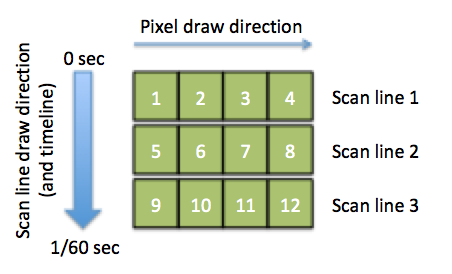 Pixel draw direction
0 sec
Scan line draw direction
(and timeline)
1 2 3 4 Scan line 1
5 6 7 8 Scan line 2
9 10 11 12 Scan line 3
1/60 sec